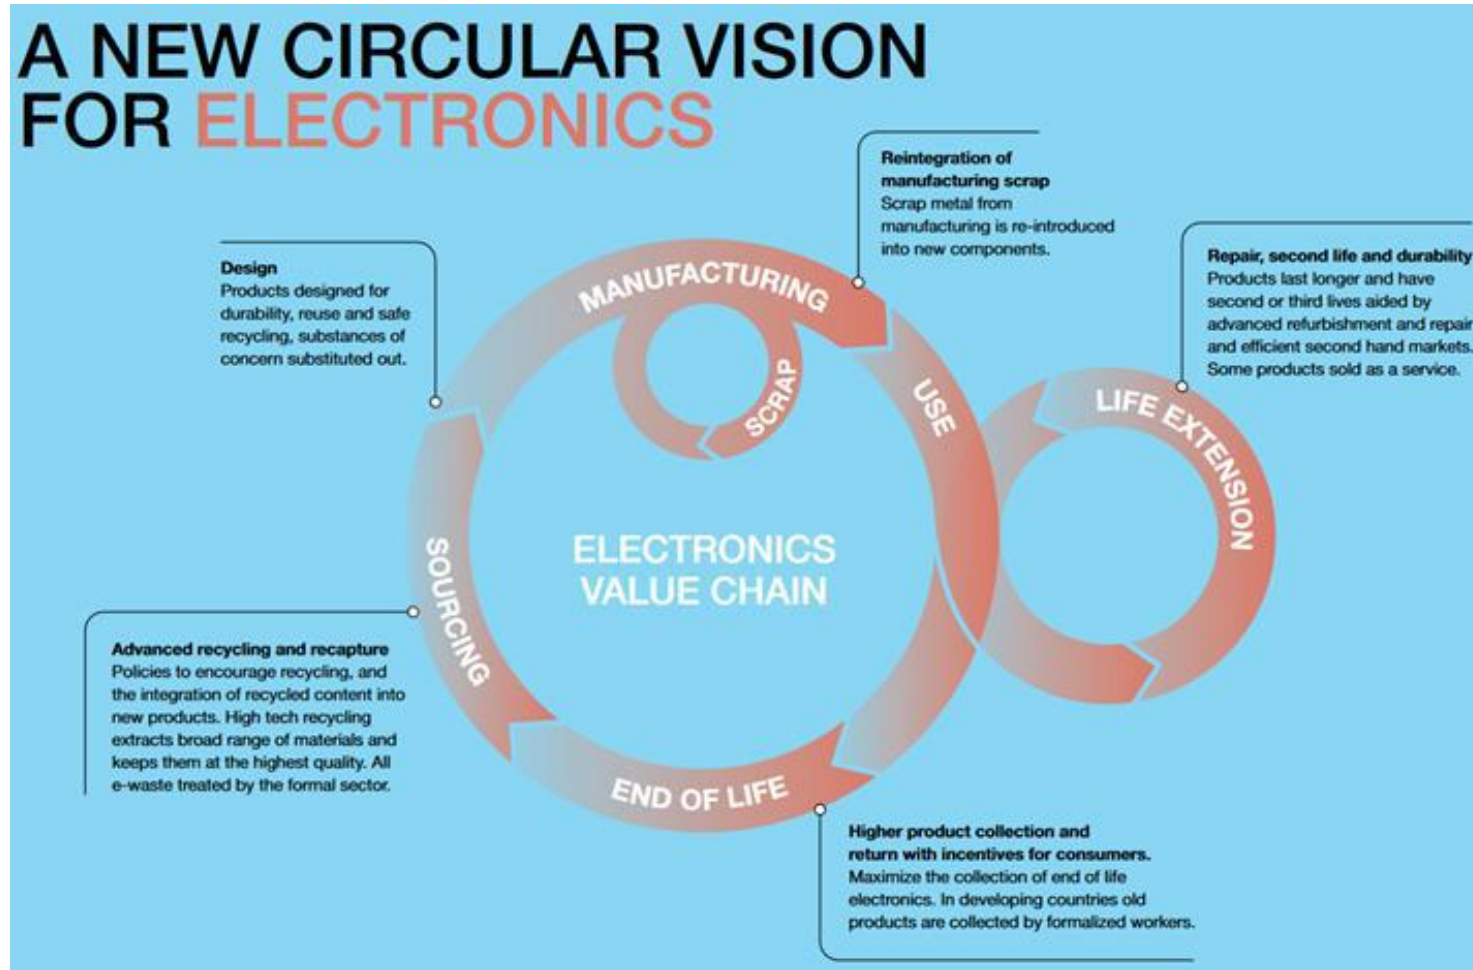 A NEW CIRCULAR VISION
FOR ELECTRONICS
Reintegration of
manufacturing scrap
Scrap metal from
manufacturing is re-introduced
into new components.
Repair, second life and durability
Products last longer and have
second or third lives aided by
advanced refurbishment and repair
and efficient second hand markets.
Some products sold as a service.
Design
Products designed for
durability, reuse and safe
recycling, substances of
concern substituted out.
MANUFACTURING
SCRAP
USE
LIFE EXTENSION
ELECTRONICS
VALUE CHAIN
SOURCING
END OF LIFE
Advanced recycling and recapture
Policies to encourage recycling, and
the integration of recycled content into
new products. High tech recycling
extracts broad range of materials and
keeps them at the highest quality. All
e-waste treated by the formal sector.
Higher product collection and
return with incentives for consumers.
Maximize the collection of end of life
electronics. In developing countries old
products are collected by formalized workers.